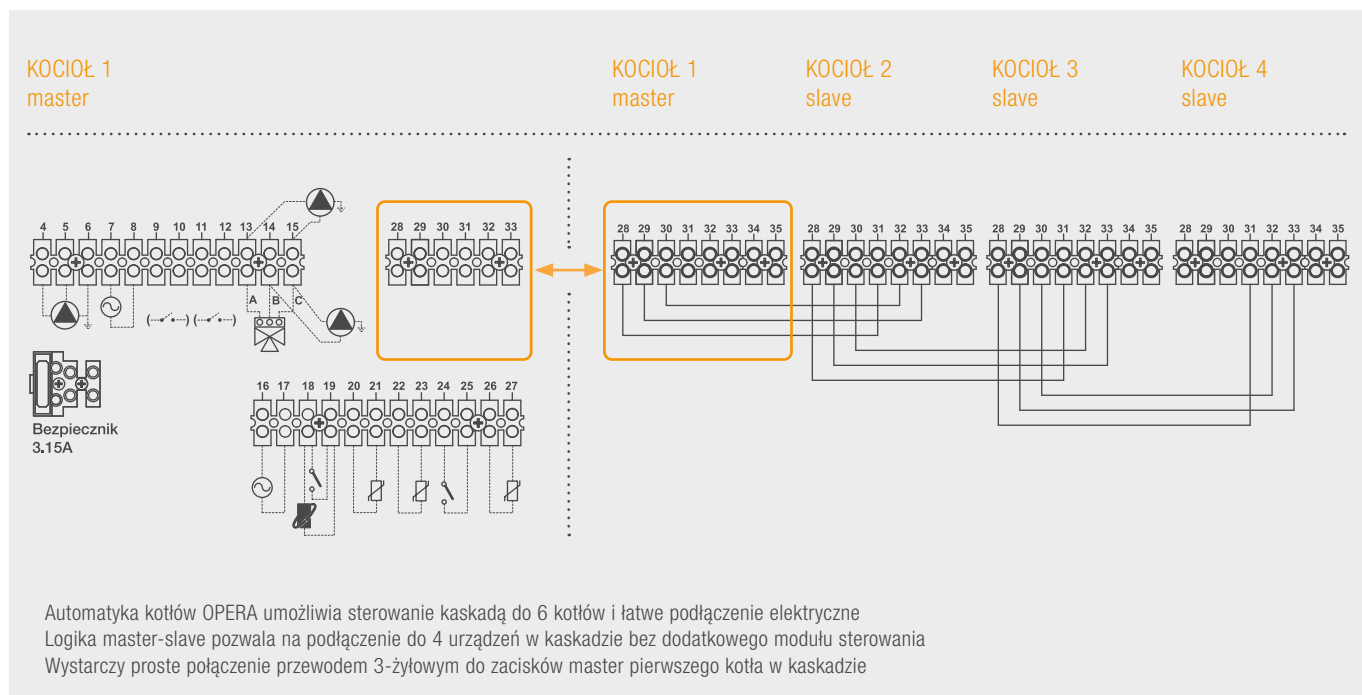 KOCIOŁ 1
master
KOCIOŁ 1
master
KOCIOŁ 2
slave
KOCIOŁ 3
slave
KOCIOŁ 4
slave
4 5 6 7 8 9 10 11 12 13 14 15
28 29 30 31 32 33
28 29 30 31 32 33 34 35
28 29 30 31 32 33 34 35
28 29 30 31 32 33 34 35
28 29 30 31 32 33 34 35
A B C
Bezpiecznik
3.15A
16 17 18 19 20 21 22 23 24 25 26 27
Automatyka kotłów OPERA umożliwia sterowanie kaskadą do 6 kotłów i łatwe podłączenie elektryczne
Logika master-slave pozwala na podłączenie do 4 urządzeń w kaskadzie bez dodatkowego modułu sterowania
Wystarczy proste połączenie przewodem 3-żyłowym do zacisków master pierwszego kotła w kaskadzie